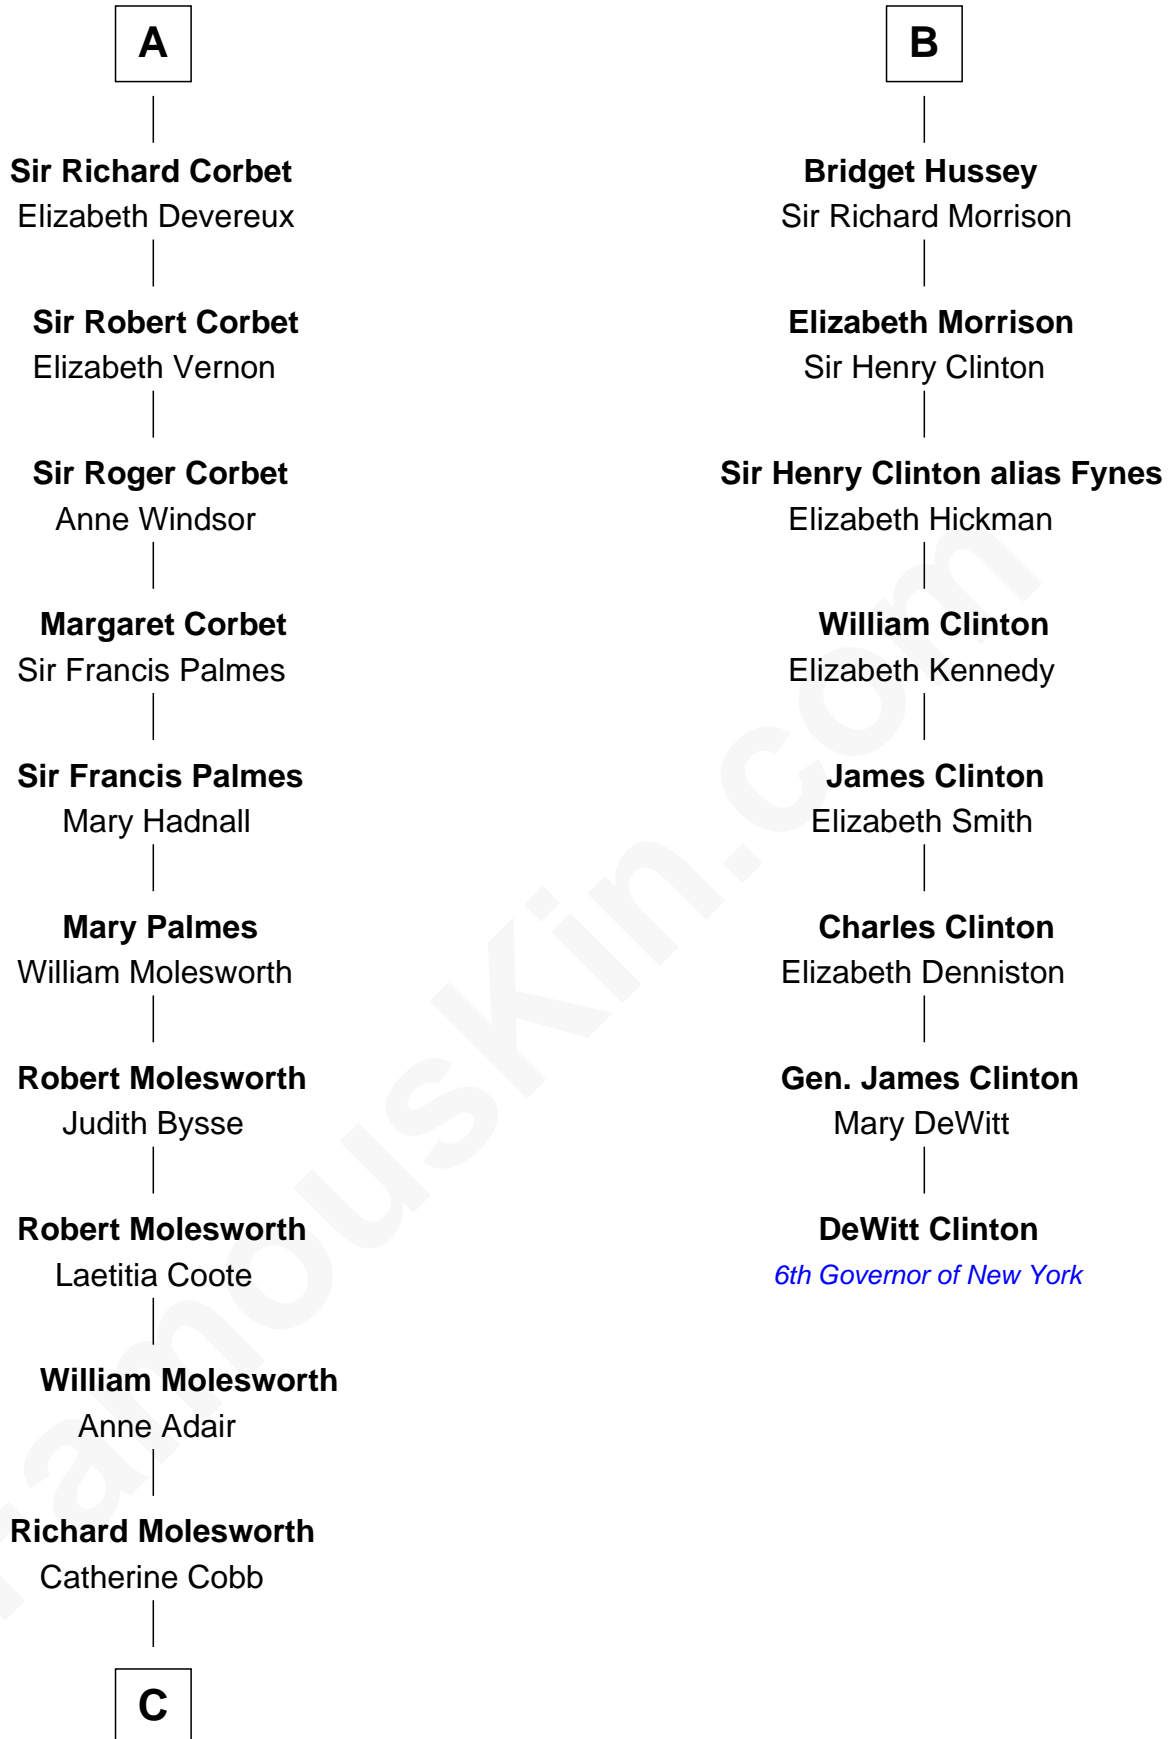 A
Sir Richard Corbet
Elizabeth Devereux
Sir Robert Corbet
Elizabeth Vernon
Sir Roger Corbet
Anne Windsor
Margaret Corbet
Sir Francis Palmes
Sir Francis Palmes
Mary Hadnall
Mary Palmes
William Molesworth
Robert Molesworth
Judith Bysse
Robert Molesworth
Laetitia Coote
William Molesworth
Anne Adair
Richard Molesworth
Catherine Cobb
C
B
Bridget Hussey
Sir Richard Morrison
Elizabeth Morrison
Sir Henry Clinton
Sir Henry Clinton alias Fynes
Elizabeth Hickman
William Clinton
Elizabeth Kennedy
James Clinton
Elizabeth Smith
Charles Clinton
Elizabeth Denniston
Gen. James Clinton
Mary DeWitt
DeWitt Clinton
6th Governor of New York
FamousKin.com